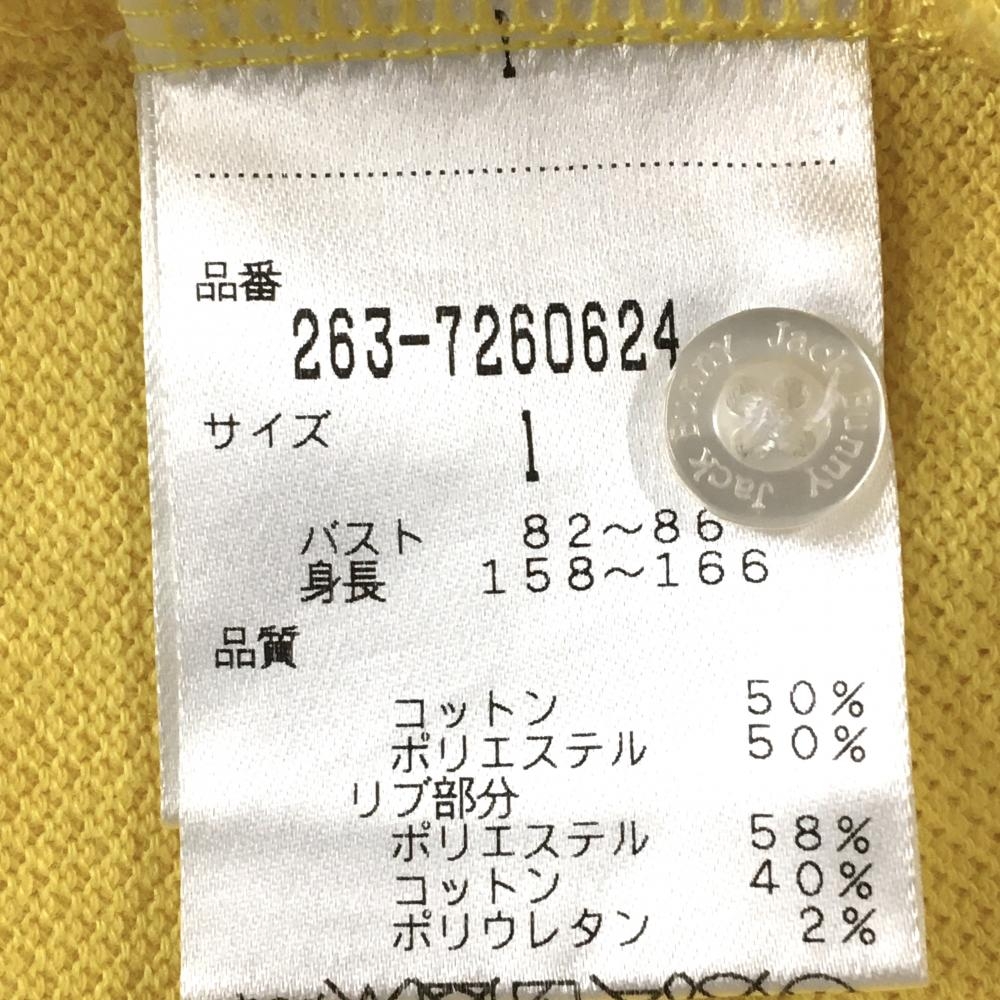 品番
263-7260624
サイズ 1
バスト 82～86
身長 158～166
品質
コットン 50%
ポリエステル 50%
リブ部分
ポリエステル 58%
コットン 40%
ポリウレタン 2%
Jack Bunny Jack Bunny